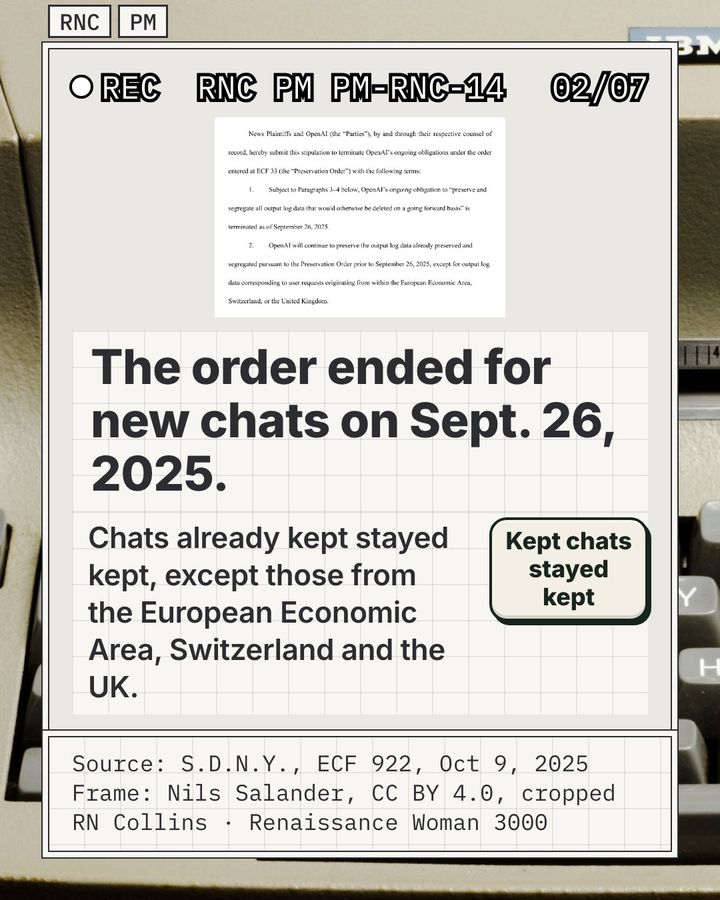 RNC PM
IBM
REC RNC PM PM-RNC-14 02/07
News Plaintiffs and OpenAI (the “Parties”), by and through their respective counsel of
record, hereby submit this stipulation to terminate OpenAI’s ongoing obligations under the order
entered at ECF 33 (the “Preservation Order”) with the following terms:
1. Subject to Paragraphs 3–4 below, OpenAI’s ongoing obligation to “preserve and
segregate all output log data that would otherwise be deleted on a going forward basis” is
terminated as of September 26, 2025.
2. OpenAI will continue to preserve the output log data already preserved and
segregated pursuant to the Preservation Order prior to September 26, 2025, except for output log
data corresponding to user requests originating from within the European Economic Area,
Switzerland, or the United Kingdom.
The order ended for
new chats on Sept. 26,
2025.
Chats already kept stayed
kept, except those from
the European Economic
Area, Switzerland and the
UK.
Kept chats
stayed
kept
Y
H
Source: S.D.N.Y., ECF 922, Oct 9, 2025
Frame: Nils Salander, CC BY 4.0, cropped
RN Collins · Renaissance Woman 3000